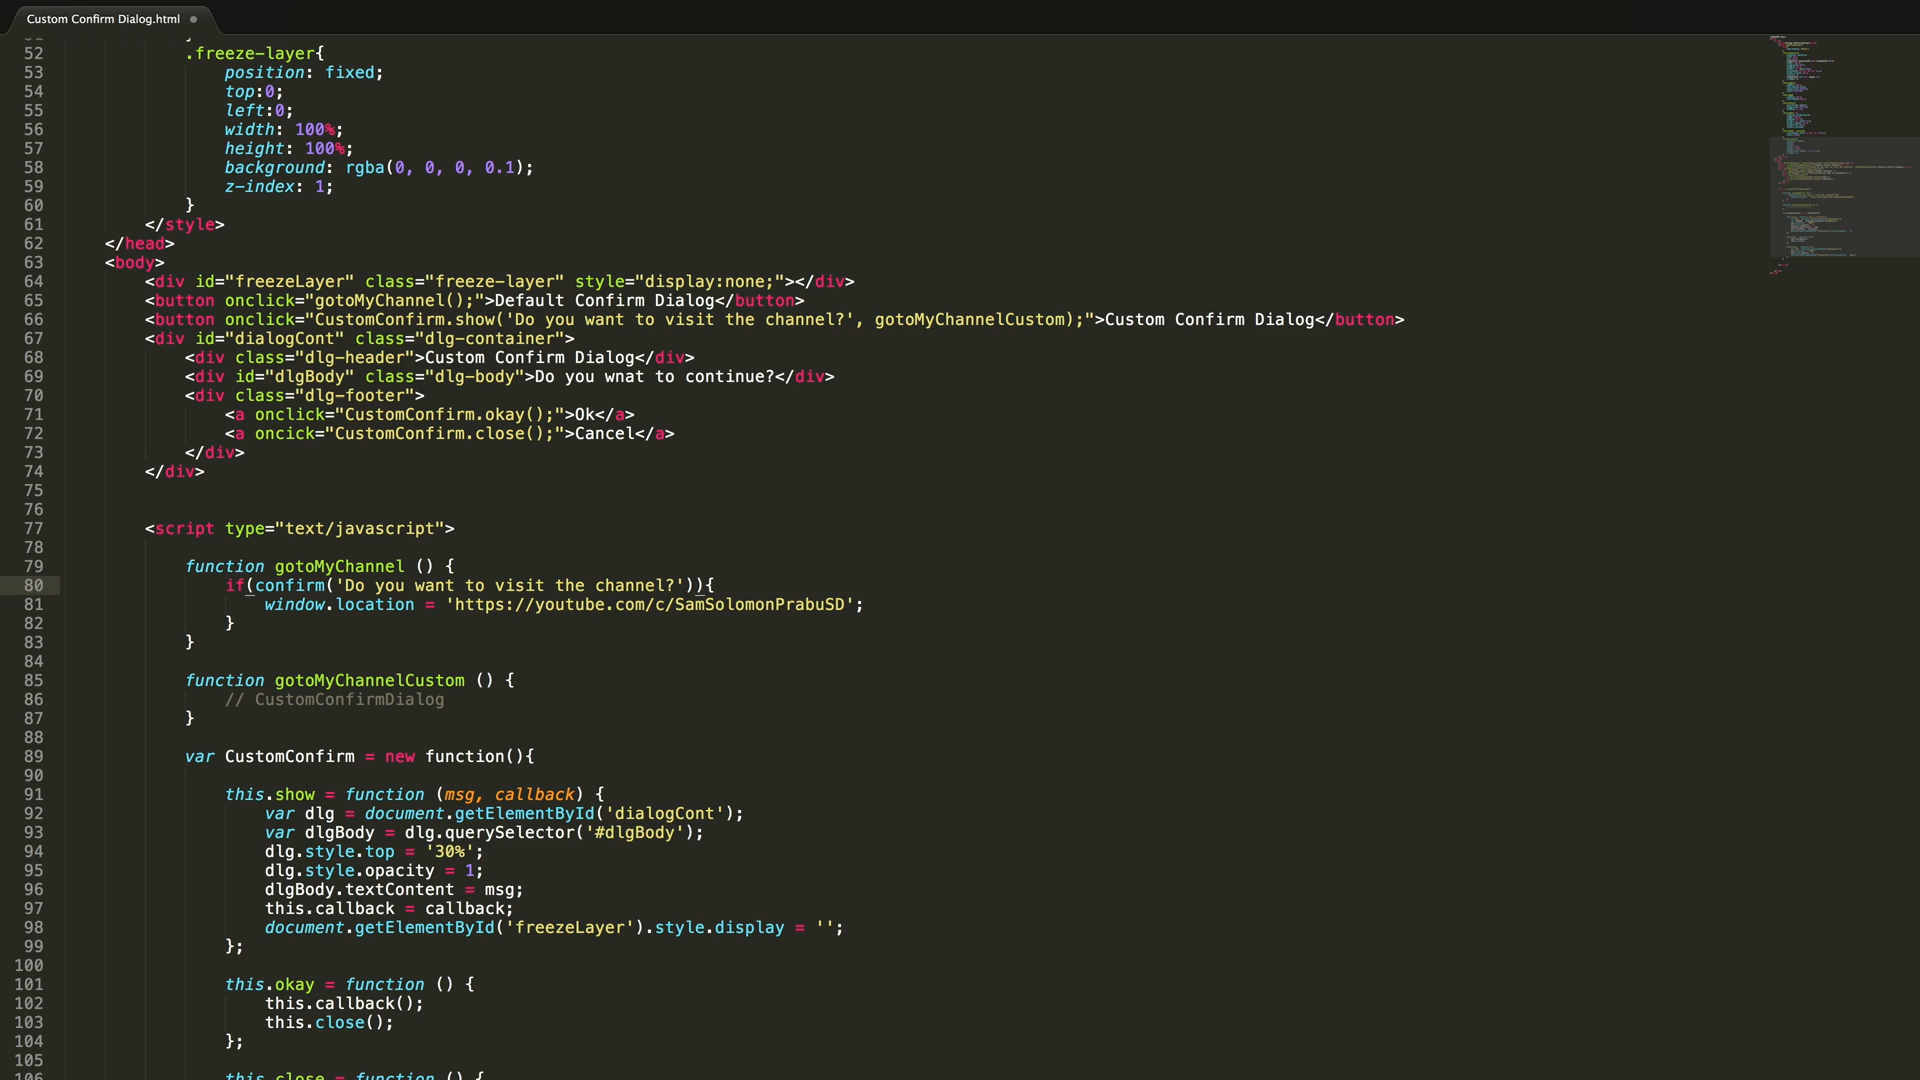 Custom Confirm Dialog.html
51 }
52 .freeze-layer{
53 position: fixed;
54 top:0;
55 left:0;
56 width: 100%;
57 height: 100%;
58 background: rgba(0, 0, 0, 0.1);
59 z-index: 1;
60 }
61 </style>
62 </head>
63 <body>
64 <div id="freezeLayer" class="freeze-layer" style="display:none;"></div>
65 <button onclick="gotoMyChannel();">Default Confirm Dialog</button>
66 <button onclick="CustomConfirm.show('Do you want to visit the channel?', gotoMyChannelCustom);">Custom Confirm Dialog</button>
67 <div id="dialogCont" class="dlg-container">
68 <div class="dlg-header">Custom Confirm Dialog</div>
69 <div id="dlgBody" class="dlg-body">Do you wnat to continue?</div>
70 <div class="dlg-footer">
71 <a onclick="CustomConfirm.okay();">Ok</a>
72 <a oncick="CustomConfirm.close();">Cancel</a>
73 </div>
74 </div>
75
76
77 <script type="text/javascript">
78
79 function gotoMyChannel () {
80 if(confirm('Do you want to visit the channel?')){
81 window.location = 'https://youtube.com/c/SamSolomonPrabuSD';
82 }
83 }
84
85 function gotoMyChannelCustom () {
86 // CustomConfirmDialog
87 }
88
89 var CustomConfirm = new function(){
90
91 this.show = function (msg, callback) {
92 var dlg = document.getElementById('dialogCont');
93 var dlgBody = dlg.querySelector('#dlgBody');
94 dlg.style.top = '30%';
95 dlg.style.opacity = 1;
96 dlgBody.textContent = msg;
97 this.callback = callback;
98 document.getElementById('freezeLayer').style.display = '';
99 };
100
101 this.okay = function () {
102 this.callback();
103 this.close();
104 };
105
106 this.close = function () {